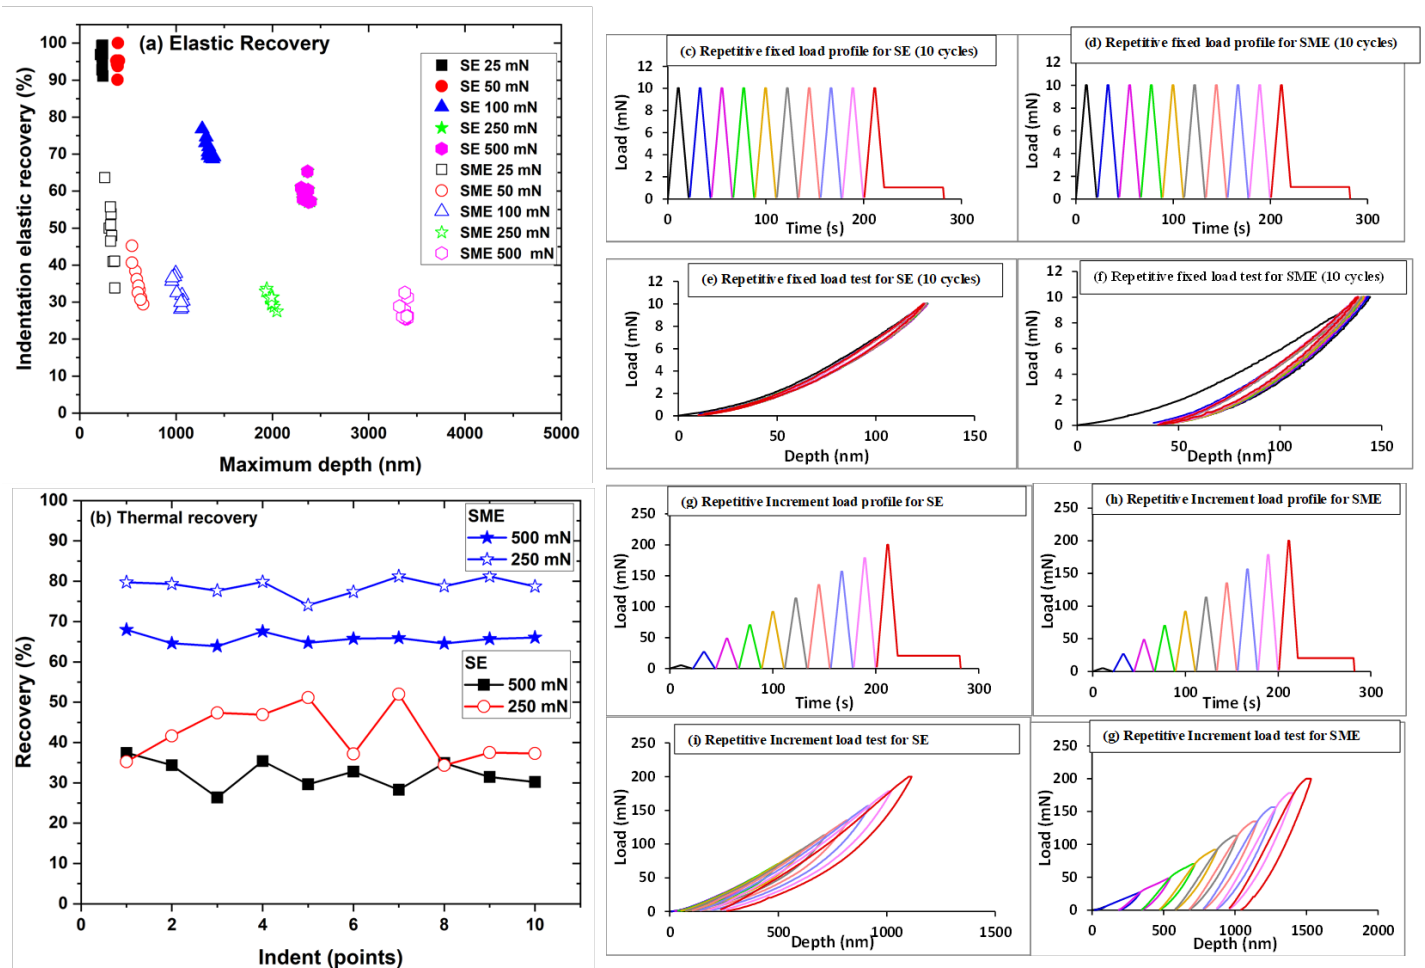 (a) Elastic Recovery
Indentation elastic recovery (%)
100
90
80
70
60
50
40
30
20
10
0
SE 25 mN
SE 50 mN
SE 100 mN
SE 250 mN
SE 500 mN
SME 25 mN
SME 50 mN
SME 100 mN
SME 250 mN
SME 500 mN
0 1000 2000 3000 4000 5000
Maximum depth (nm)
(b) Thermal recovery
Recovery (%)
100
90
80
70
60
50
40
30
20
10
0
SME
500 mN
250 mN
SE
500 mN
250 mN
0 2 4 6 8 10
Indent (points)
(c) Repetitive fixed load profile for SE (10 cycles)
Load (mN)
12
10
8
6
4
2
0
0 100 200 300
Time (s)
(d) Repetitive fixed load profile for SME (10 cycles)
Load (mN)
12
10
8
6
4
2
0
0 100 200 300
Time (s)
(e) Repetitive fixed load test for SE (10 cycles)
Load (mN)
12
10
8
6
4
2
0
0 50 100 150
Depth (nm)
(f) Repetitive fixed load test for SME (10 cycles)
Load (mN)
12
10
8
6
4
2
0
0 50 100 150
Depth (nm)
(g) Repetitive Increment load profile for SE
Load (mN)
250
200
150
100
50
0
0 100 200 300
Time (s)
(h) Repetitive Increment load profile for SME
Load (mN)
250
200
150
100
50
0
0 100 200 300
Time (s)
(i) Repetitive Increment load test for SE
Load (mN)
250
200
150
100
50
0
0 500 1000 1500
Depth (nm)
(g) Repetitive Increment load test for SME
Load (mN)
250
200
150
100
50
0
0 500 1000 1500 2000
Depth (nm)